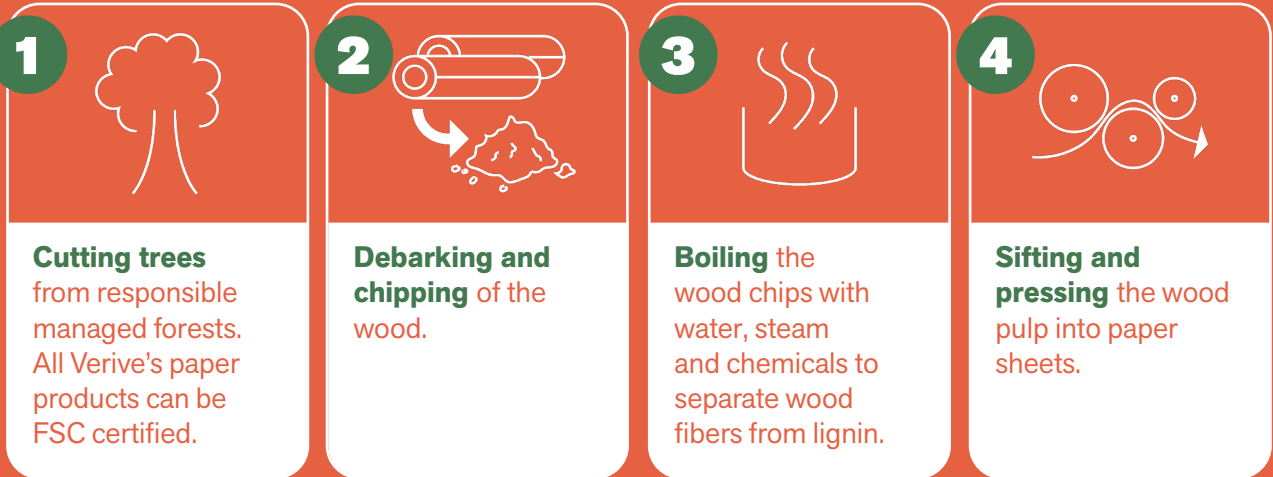 1
Cutting trees
from responsible
managed forests.
All Verive's paper
products can be
FSC certified.
2
Debarking and
chipping of the
wood.
3
Boiling the
wood chips with
water, steam
and chemicals to
separate wood
fibers from lignin.
4
Sifting and
pressing the wood
pulp into paper
sheets.